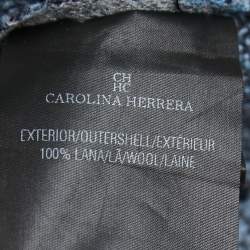 CH
HC
CAROLINA HERRERA
EXTERIOR/OUTERSHELL/EXTÉRIEUR
100% LANA/LÃ/WOOL/LAINE